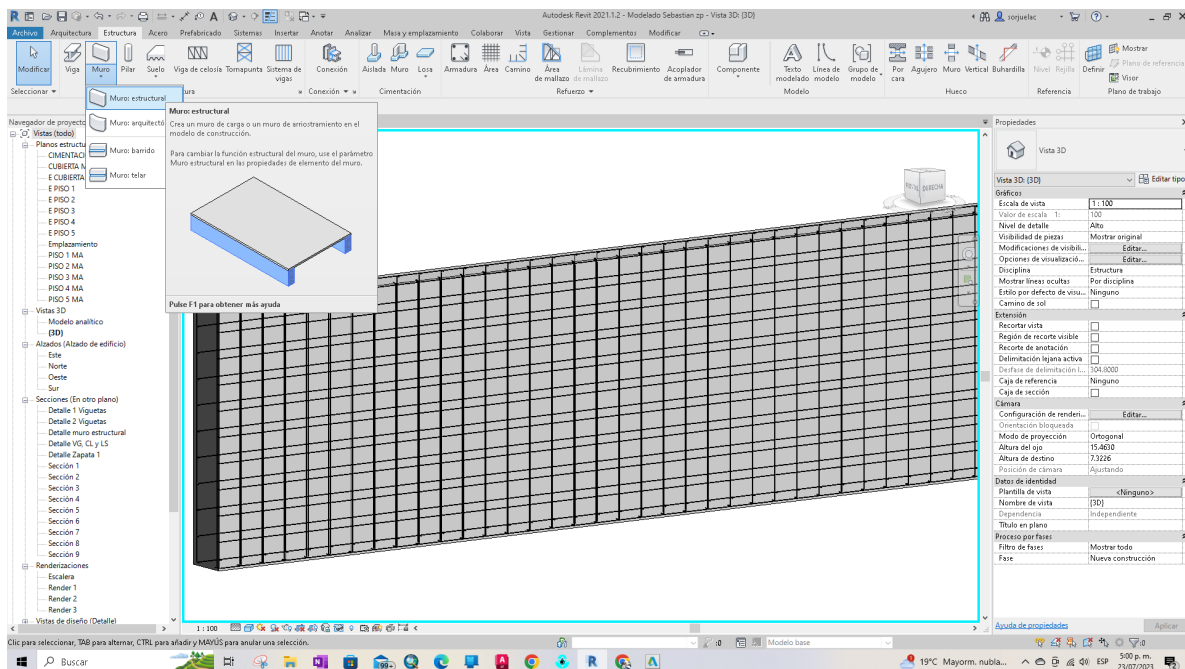 Autodesk Revit 2021.1.2 - Modelado Sebastian zp - Vista 3D: {3D}
sorjuelac
Archivo Arquitectura Estructura Acero Prefabricado Sistemas Insertar Anotar Analizar Masa y emplazamiento Colaborar Vista Gestionar Complementos Modificar
Modificar Viga Muro Pilar Suelo Viga de celosía Tornapunta Sistema de vigas Conexión Aislada Muro Losa Armadura Área Camino Área de mallazo Lámina de mallazo Recubrimiento Acoplador de armadura Componente Texto modelado Línea de modelo Grupo de modelo Por cara Agujero Muro Vertical Buhardilla Nivel Rejilla Definir Mostrar
Plano de referencia
Visor
Seleccionar
Conexión
Cimentación
Refuerzo
Modelo
Hueco
Referencia
Plano de trabajo
Muro: estructural
Muro: arquitectó
Muro: barrido
Muro: telar
Muro: estructural
Crea un muro de carga o un muro de arriostramiento en el
modelo de construcción.
Para cambiar la función estructural del muro, use el parámetro
Muro estructural en las propiedades de elemento del muro.
Pulse F1 para obtener más ayuda
Navegador de proyecto
Vistas (todo)
Planos estructu
CIMENTACI
CUBIERTA M
E CUBIERTA
E PISO 1
E PISO 2
E PISO 3
E PISO 4
E PISO 5
Emplazamiento
PISO 1 MA
PISO 2 MA
PISO 3 MA
PISO 4 MA
PISO 5 MA
Vistas 3D
Modelo analítico
{3D}
Alzados (Alzado de edificio)
Este
Norte
Oeste
Sur
Secciones (En otro plano)
Detalle 1 Viguetas
Detalle 2 Viguetas
Detalle muro estructural
Detalle VG, CL y LS
Detalle Zapata 1
Sección 1
Sección 2
Sección 3
Sección 4
Sección 5
Sección 6
Sección 7
Sección 8
Sección 9
Renderizaciones
Escalera
Render 1
Render 2
Render 3
Vistas de diseño (Detalle)
DERECHA
Propiedades
Vista 3D
Vista 3D: {3D} Editar tipo
Gráficos
Escala de vista 1 : 100
Valor de escala 1: 100
Nivel de detalle Alto
Visibilidad de piezas Mostrar original
Modificaciones de visibili... Editar...
Opciones de visualizació... Editar...
Disciplina Estructura
Mostrar líneas ocultas Por disciplina
Estilo por defecto de visu... Ninguno
Camino de sol
Extensión
Recortar vista
Región de recorte visible
Recorte de anotación
Delimitación lejana activa
Desfase de delimitación l... 304.8000
Caja de referencia Ninguno
Caja de sección
Cámara
Configuración de renderi... Editar...
Orientación bloqueada
Modo de proyección Ortogonal
Altura del ojo 15.4630
Altura de destino 7.3226
Posición de cámara Ajustando
Datos de identidad
Plantilla de vista <Ninguno>
Nombre de vista {3D}
Dependencia Independiente
Título en plano
Proceso por fases
Filtro de fases Mostrar todo
Fase Nueva construcción
Ayuda de propiedades Aplicar
1 : 100
Clic para seleccionar, TAB para alternar, CTRL para añadir y MAYÚS para anular una selección.
:0 Modelo base
:0
Buscar
99+
19°C Mayorm. nubla... ESP 5:00 p. m.
23/07/2023